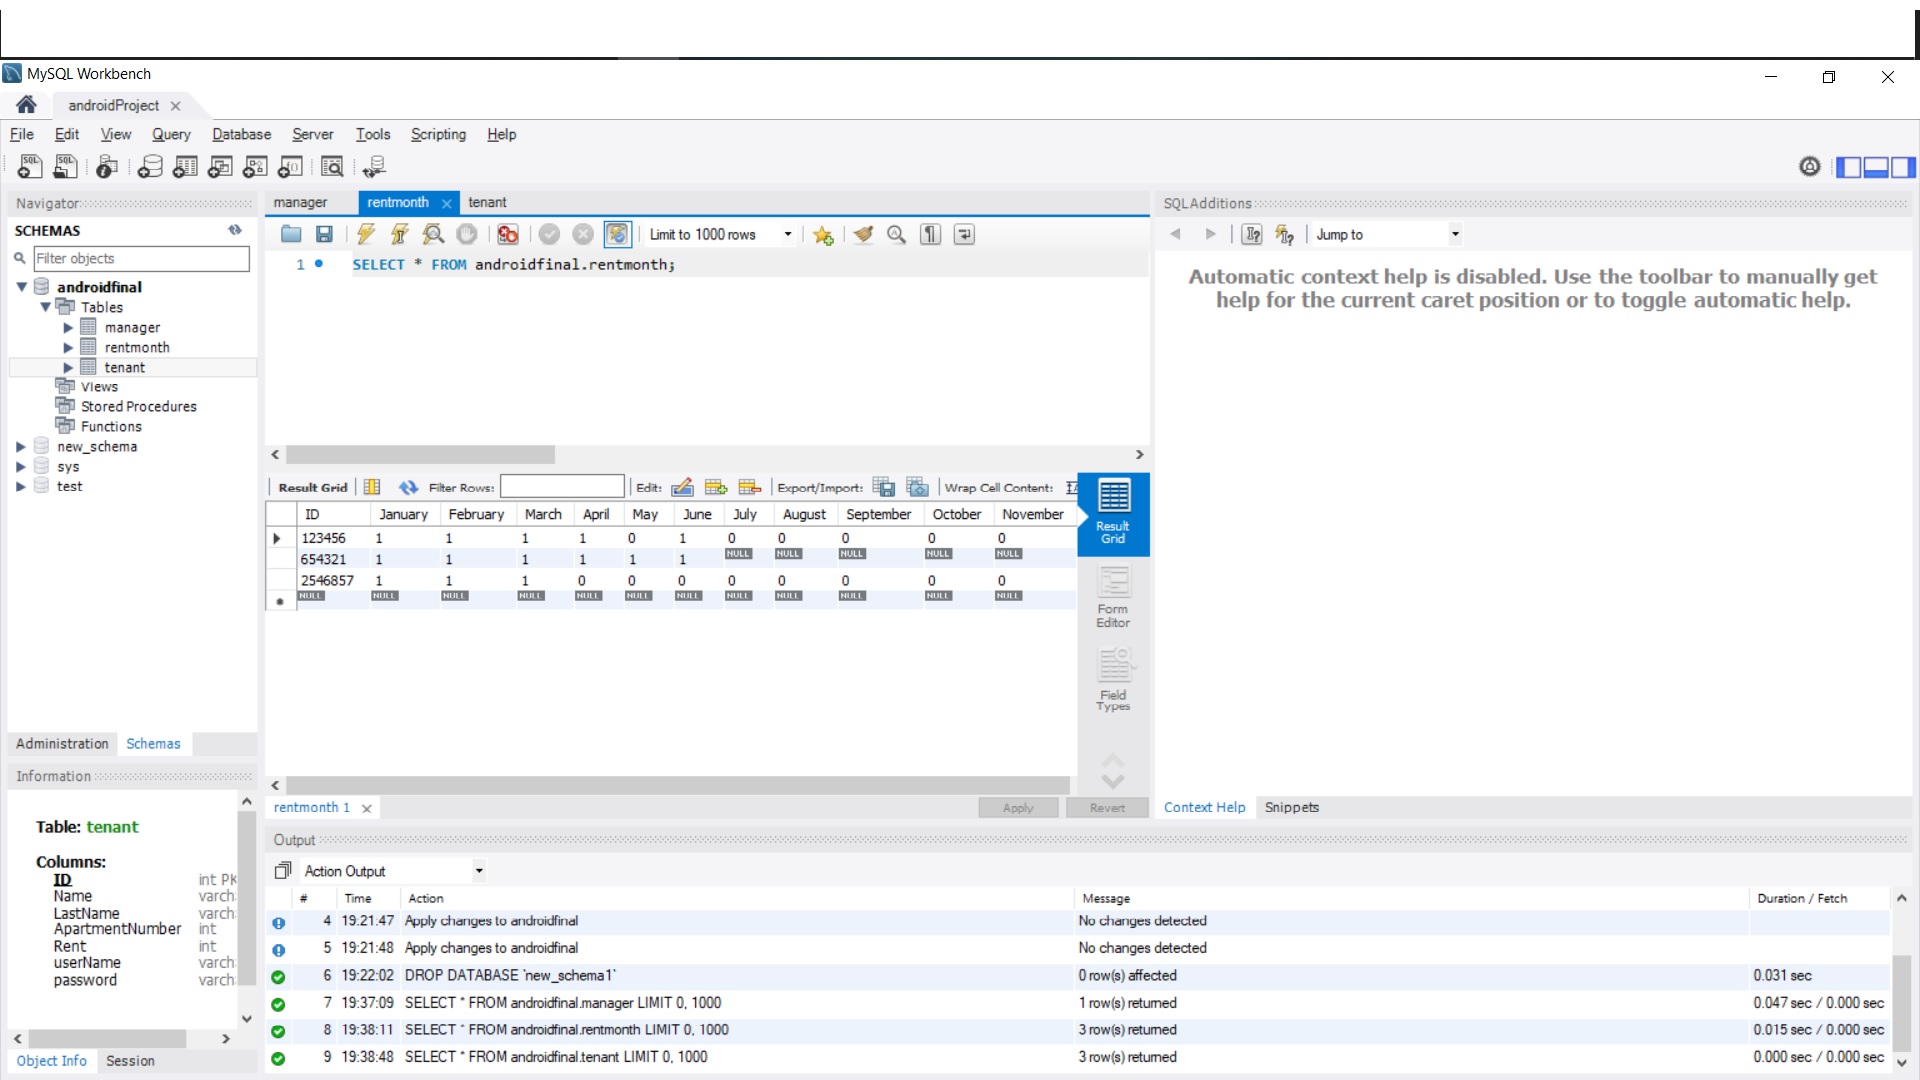 MySQL Workbench
androidProject
File Edit View Query Database Server Tools Scripting Help
Navigator
SCHEMAS
Filter objects
androidfinal
Tables
manager
rentmonth
tenant
Views
Stored Procedures
Functions
new_schema
sys
test
Administration Schemas
Information
Table: tenant
Columns:
ID int PK
Name varch
LastName varch
ApartmentNumber int
Rent int
userName varch
password varch
Object Info Session
manager rentmonth tenant
Limit to 1000 rows
1 SELECT * FROM androidfinal.rentmonth;
Result Grid Filter Rows: Edit: Export/Import: Wrap Cell Content:
ID January February March April May June July August September October November
123456 1 1 1 1 0 1 0 0 0 0 0
654321 1 1 1 1 1 1 NULL NULL NULL NULL NULL
2546857 1 1 1 0 0 0 0 0 0 0 0
NULL NULL NULL NULL NULL NULL NULL NULL NULL NULL NULL NULL
Result Grid
Form Editor
Field Types
rentmonth 1
Apply Revert
SQLAdditions
Jump to
Automatic context help is disabled. Use the toolbar to manually get
help for the current caret position or to toggle automatic help.
Context Help Snippets
Output
Action Output
# Time Action Message Duration / Fetch
4 19:21:47 Apply changes to androidfinal No changes detected
5 19:21:48 Apply changes to androidfinal No changes detected
6 19:22:02 DROP DATABASE `new_schema1` 0 row(s) affected 0.031 sec
7 19:37:09 SELECT * FROM androidfinal.manager LIMIT 0, 1000 1 row(s) returned 0.047 sec / 0.000 sec
8 19:38:11 SELECT * FROM androidfinal.rentmonth LIMIT 0, 1000 3 row(s) returned 0.015 sec / 0.000 sec
9 19:38:48 SELECT * FROM androidfinal.tenant LIMIT 0, 1000 3 row(s) returned 0.000 sec / 0.000 sec